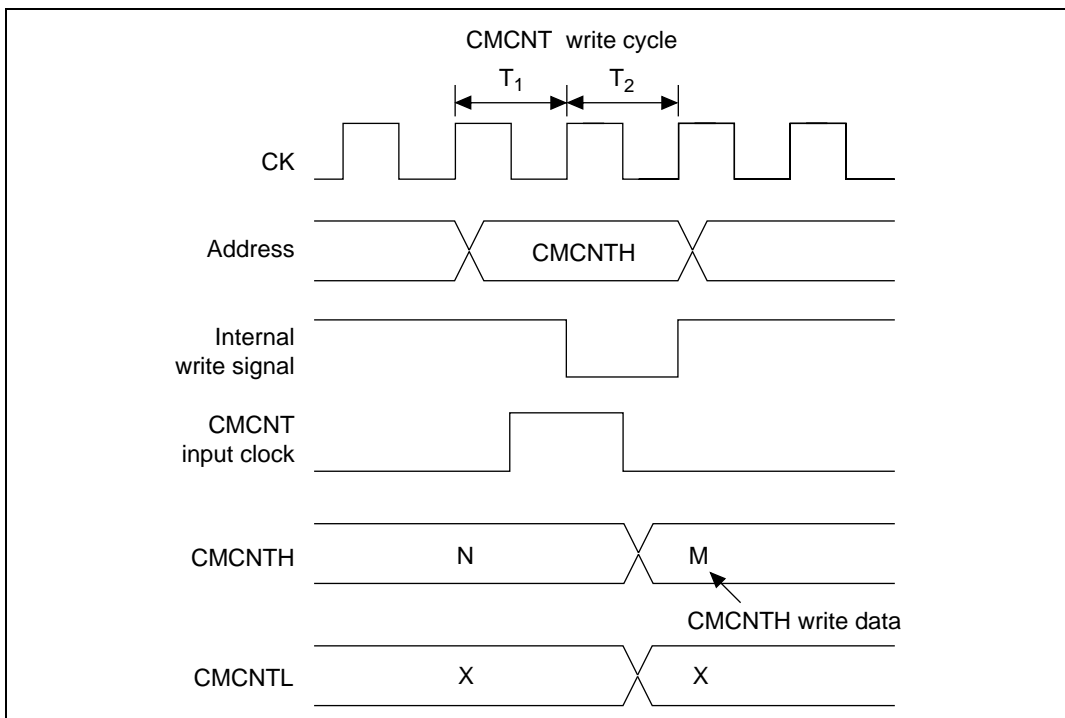 CMCNT write cycle
T1 T2
CK
Address
CMCNTH
Internal
write signal
CMCNT
input clock
CMCNTH
N
M
CMCNTH write data
CMCNTL
X
X